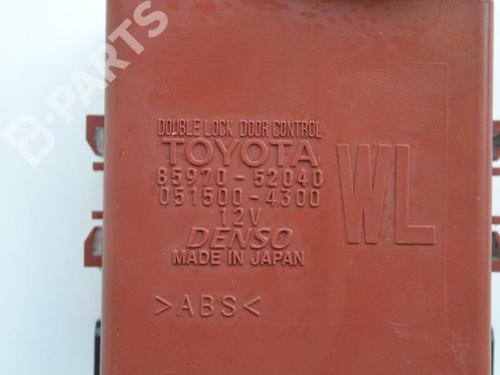 B-PARTS
DOUBLE LOCK DOOR CONTROL
TOYOTA
85970-52040
051500-4300
12V
DENSO
MADE IN JAPAN
WL
>ABS<